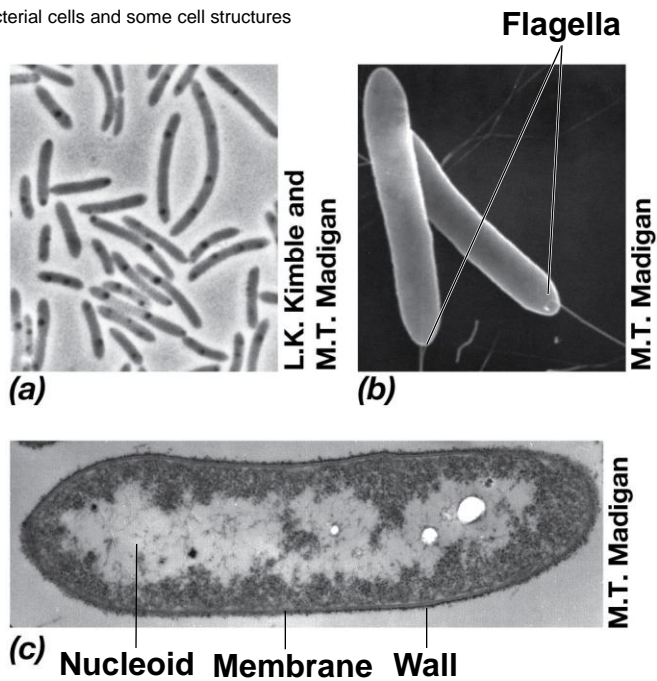 cterial cells and some cell structures
Flagella
L.K. Kimble and
M.T. Madigan
(a)
M.T. Madigan
(b)
M.T. Madigan
(c)
Nucleoid Membrane Wall